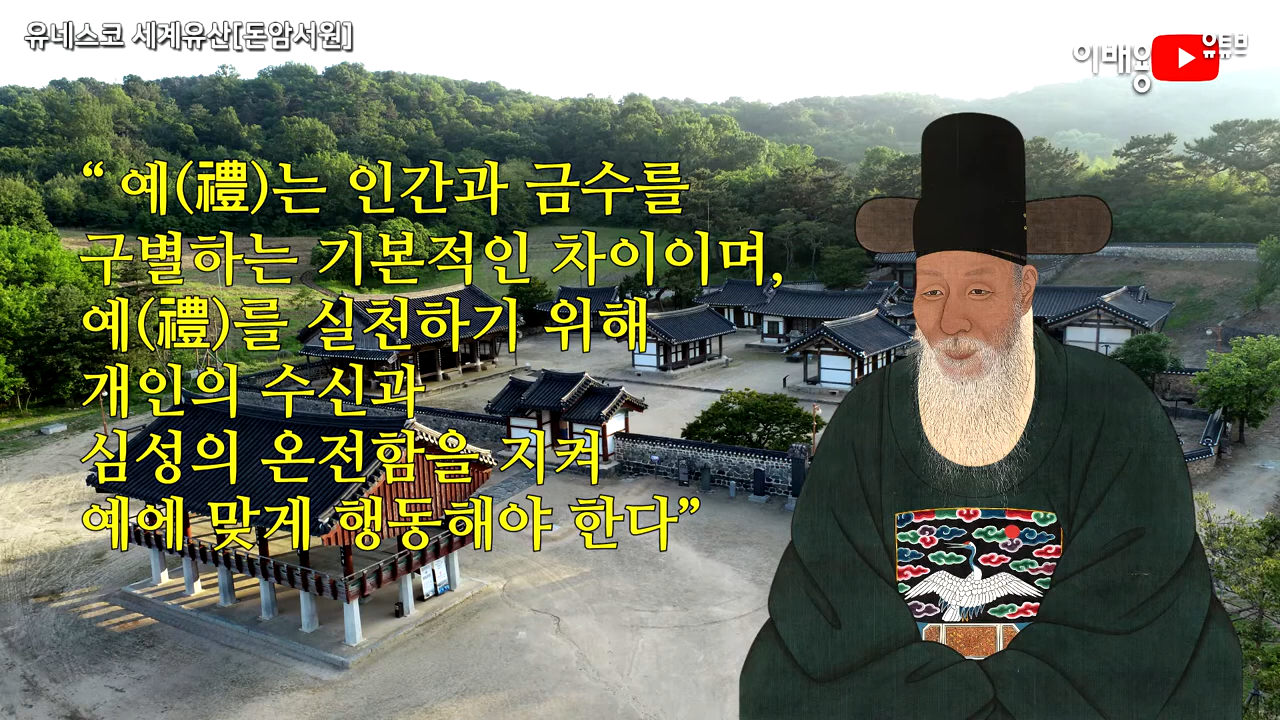 유네스코 세계유산[돈암서원]
이배용 유튜브
“ 예(禮)는 인간과 금수를
구별하는 기본적인 차이이며,
예(禮)를 실천하기 위해
개인의 수신과
심성의 온전함을 지켜
예에 맞게 행동해야 한다”